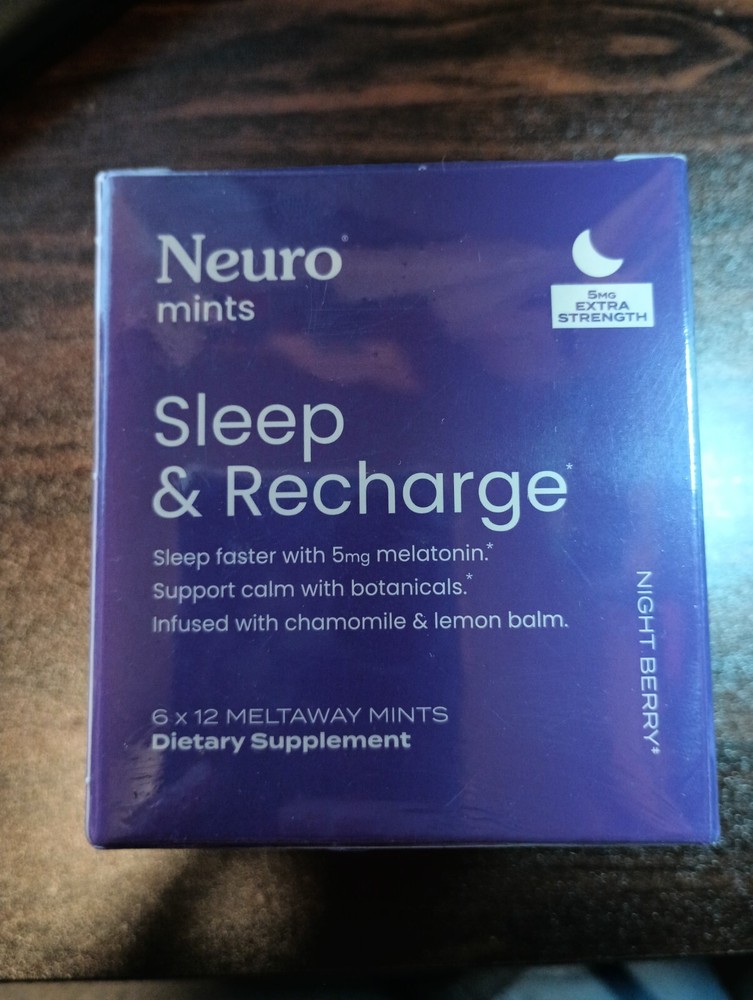 Neuro®
mints
5MG
EXTRA
STRENGTH
Sleep
& Recharge*
Sleep faster with 5mg melatonin.*
Support calm with botanicals.*
Infused with chamomile & lemon balm.
NIGHT BERRY‡
6 x 12 MELTAWAY MINTS
Dietary Supplement